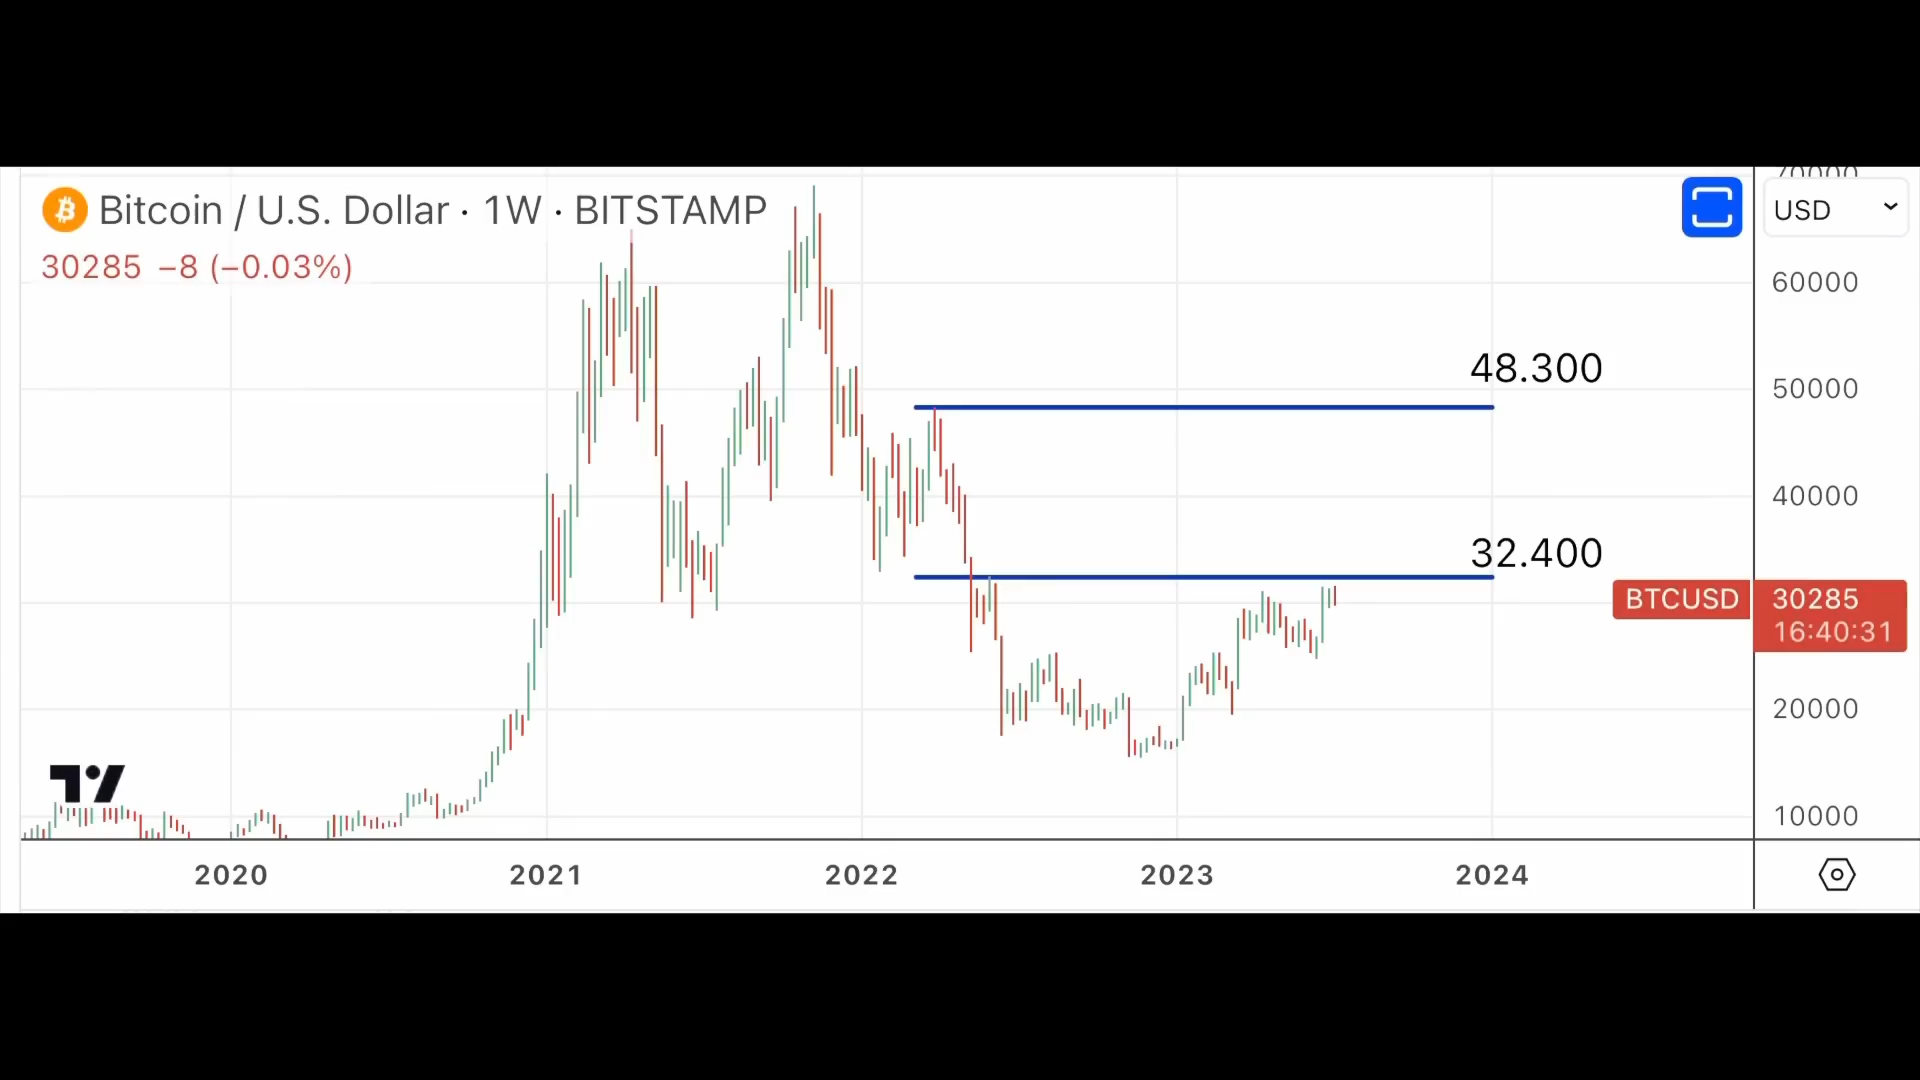 70000
Bitcoin / U.S. Dollar · 1W · BITSTAMP
USD
30285 −8 (−0.03%)
60000
48.300
50000
40000
32.400
BTCUSD 30285
16:40:31
20000
10000
2020 2021 2022 2023 2024